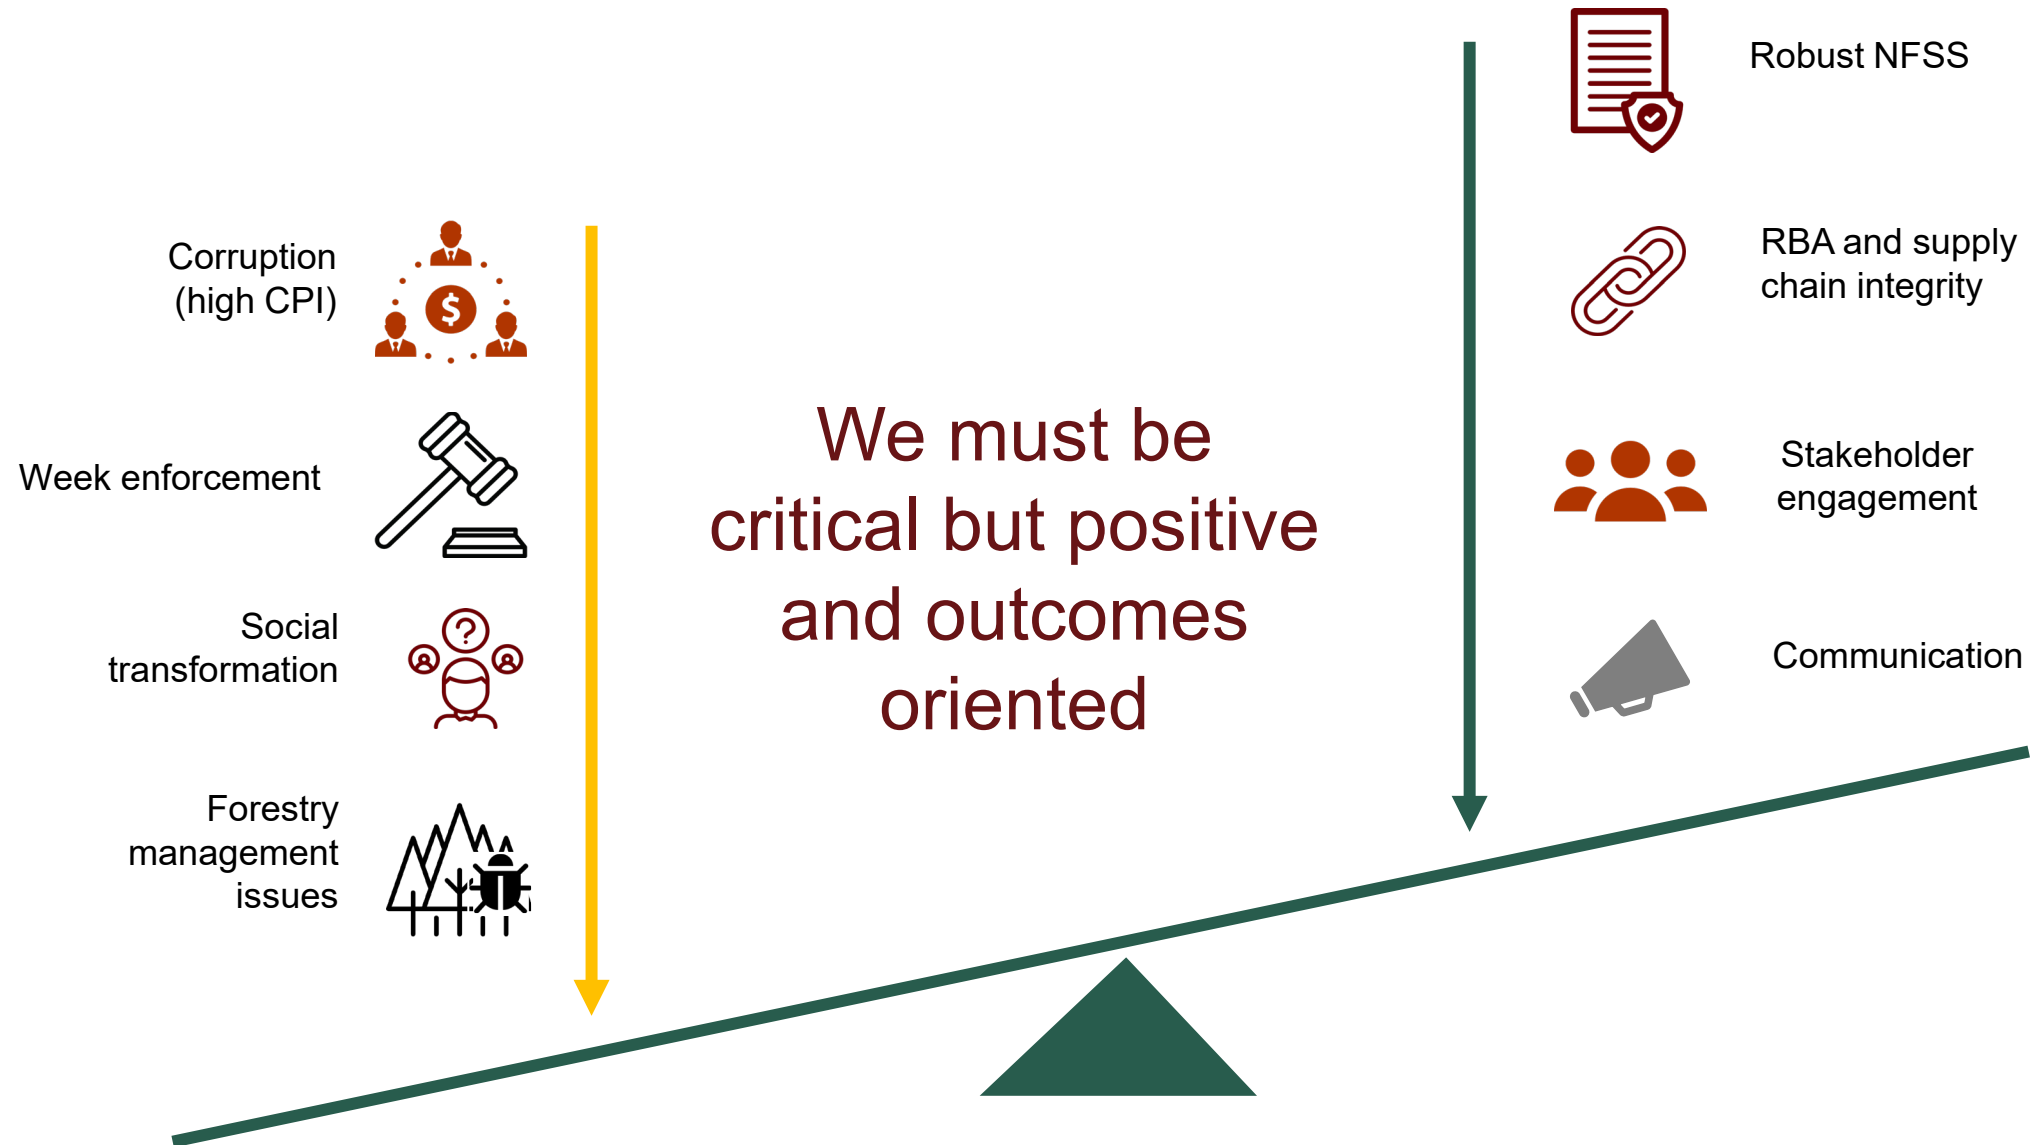 Corruption
(high CPI)
Week enforcement
Social
transformation
Forestry
management
issues
We must be
critical but positive
and outcomes
oriented
Robust NFSS
RBA and supply
chain integrity
Stakeholder
engagement
Communication